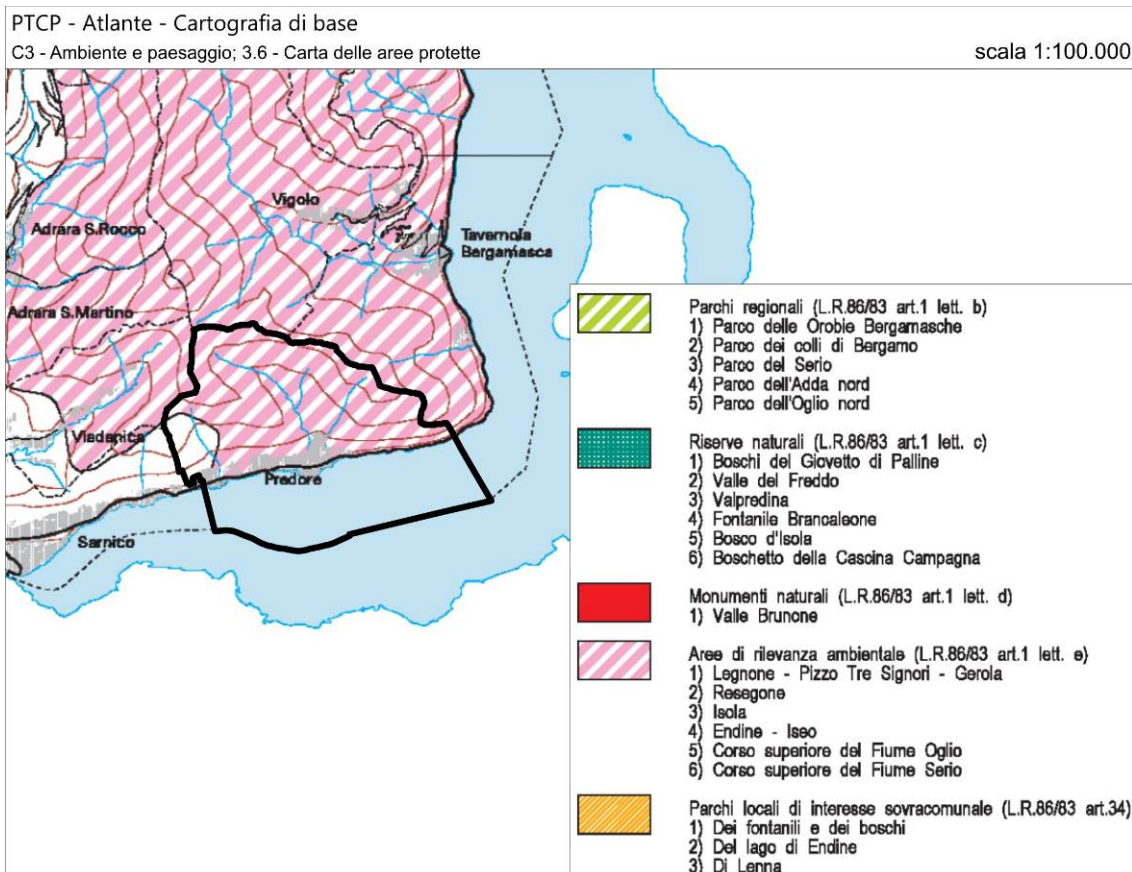 PTCP - Atlante - Cartografia di base
C3 - Ambiente e paesaggio; 3.6 - Carta delle aree protette
scala 1:100.000
Vigolo
Adrara S.Rocco
Tavernola
Bergamasca
Adrara S.Martino
Viadanica
Predore
Sarnico
Parchi regionali (L.R.86/83 art.1 lett. b)
1) Parco delle Orobie Bergamasche
2) Parco dei colli di Bergamo
3) Parco del Serio
4) Parco dell'Adda nord
5) Parco dell'Oglio nord
Riserve naturali (L.R.86/83 art.1 lett. c)
1) Boschi del Giovetto di Palline
2) Valle del Freddo
3) Valpredina
4) Fontanile Brancaleone
5) Bosco d'Isola
6) Boschetto della Cascina Campagna
Monumenti naturali (L.R.86/83 art.1 lett. d)
1) Valle Brunone
Aree di rilevanza ambientale (L.R.86/83 art.1 lett. e)
1) Legnone - Pizzo Tre Signori - Gerola
2) Resegone
3) Isola
4) Endine - Iseo
5) Corso superiore del Fiume Oglio
6) Corso superiore del Fiume Serio
Parchi locali di interesse sovracomunale (L.R.86/83 art.34)
1) Dei fontanili e dei boschi
2) Del lago di Endine
3) Di Lenna